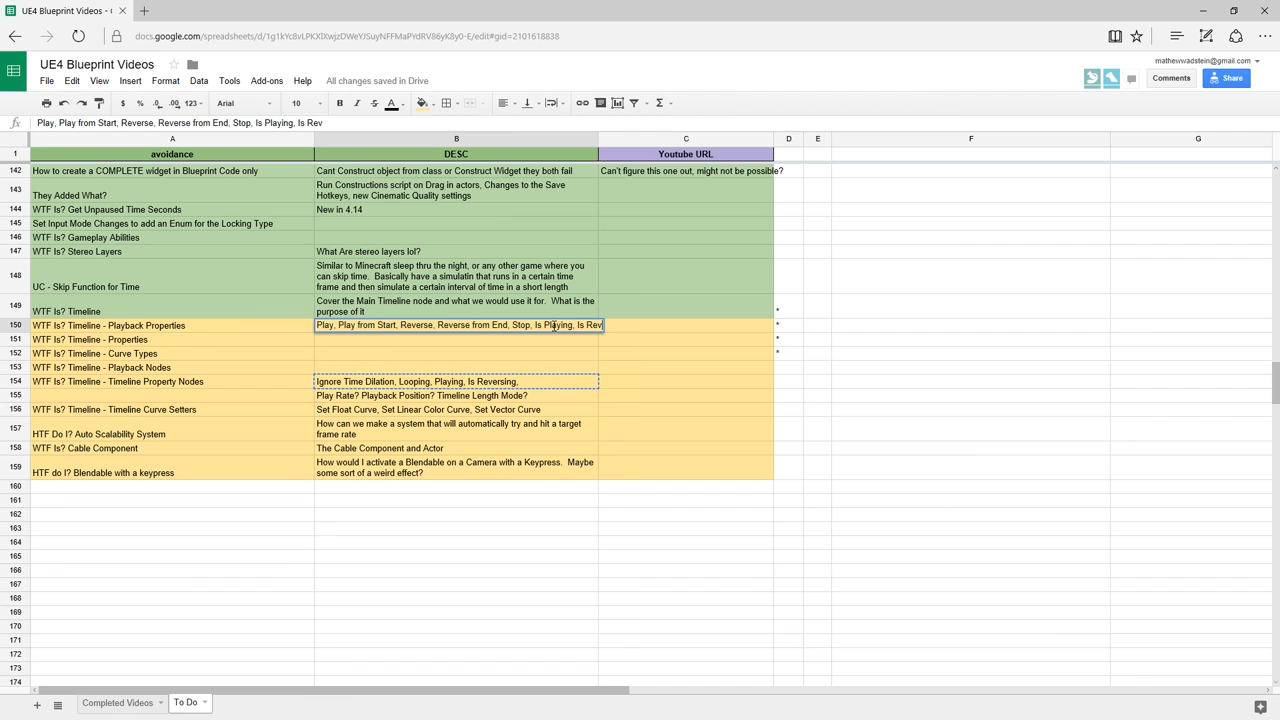 UE4 Blueprint Videos - G
docs.google.com/spreadsheets/d/1g1kYc8vLPKXlXwjzDWeYJSuyNFFMaPYdRV86yK8y0-E/edit#gid=2101618838
UE4 Blueprint Videos
mathewwadstein@gmail.com
File Edit View Insert Format Data Tools Add-ons Help All changes saved in Drive
Comments Share
$ % .0 .00 123 Arial 10 B I S A Σ
fx Play, Play from Start, Reverse, Reverse from End, Stop, Is Playing, Is Rev
A B C D E F G
1 avoidance DESC Youtube URL
142 How to create a COMPLETE widget in Blueprint Code only Cant Construct object from class or Construct Widget they both fail Can't figure this one out, might not be possible?
Run Constructions script on Drag in actors, Changes to the Save
143 They Added What? Hotkeys, new Cinematic Quality settings
144 WTF Is? Get Unpaused Time Seconds New in 4.14
145 Set Input Mode Changes to add an Enum for the Locking Type
146 WTF Is? Gameplay Abilities
147 WTF Is? Stereo Layers What Are stereo layers lol?
Similar to Minecraft sleep thru the night, or any other game where you
148 can skip time. Basically have a simulatin that runs in a certain time
UC - Skip Function for Time frame and then simulate a certain interval of time in a short length
Cover the Main Timeline node and what we would use it for. What is the
149 WTF Is? Timeline purpose of it *
150 WTF Is? Timeline - Playback Properties Play, Play from Start, Reverse, Reverse from End, Stop, Is Playing, Is Rev *
151 WTF Is? Timeline - Properties *
152 WTF Is? Timeline - Curve Types *
153 WTF Is? Timeline - Playback Nodes
154 WTF Is? Timeline - Timeline Property Nodes Ignore Time Dilation, Looping, Playing, Is Reversing,
155 Play Rate? Playback Position? Timeline Length Mode?
156 WTF Is? Timeline - Timeline Curve Setters Set Float Curve, Set Linear Color Curve, Set Vector Curve
How can we make a system that will automatically try and hit a target
157 HTF Do I? Auto Scalability System frame rate
158 WTF Is? Cable Component The Cable Component and Actor
How would I activate a Blendable on a Camera with a Keypress. Maybe
159 HTF do I? Blendable with a keypress some sort of a weird effect?
160
161
162
163
164
165
166
167
168
169
170
171
172
173
174
Completed Videos To Do